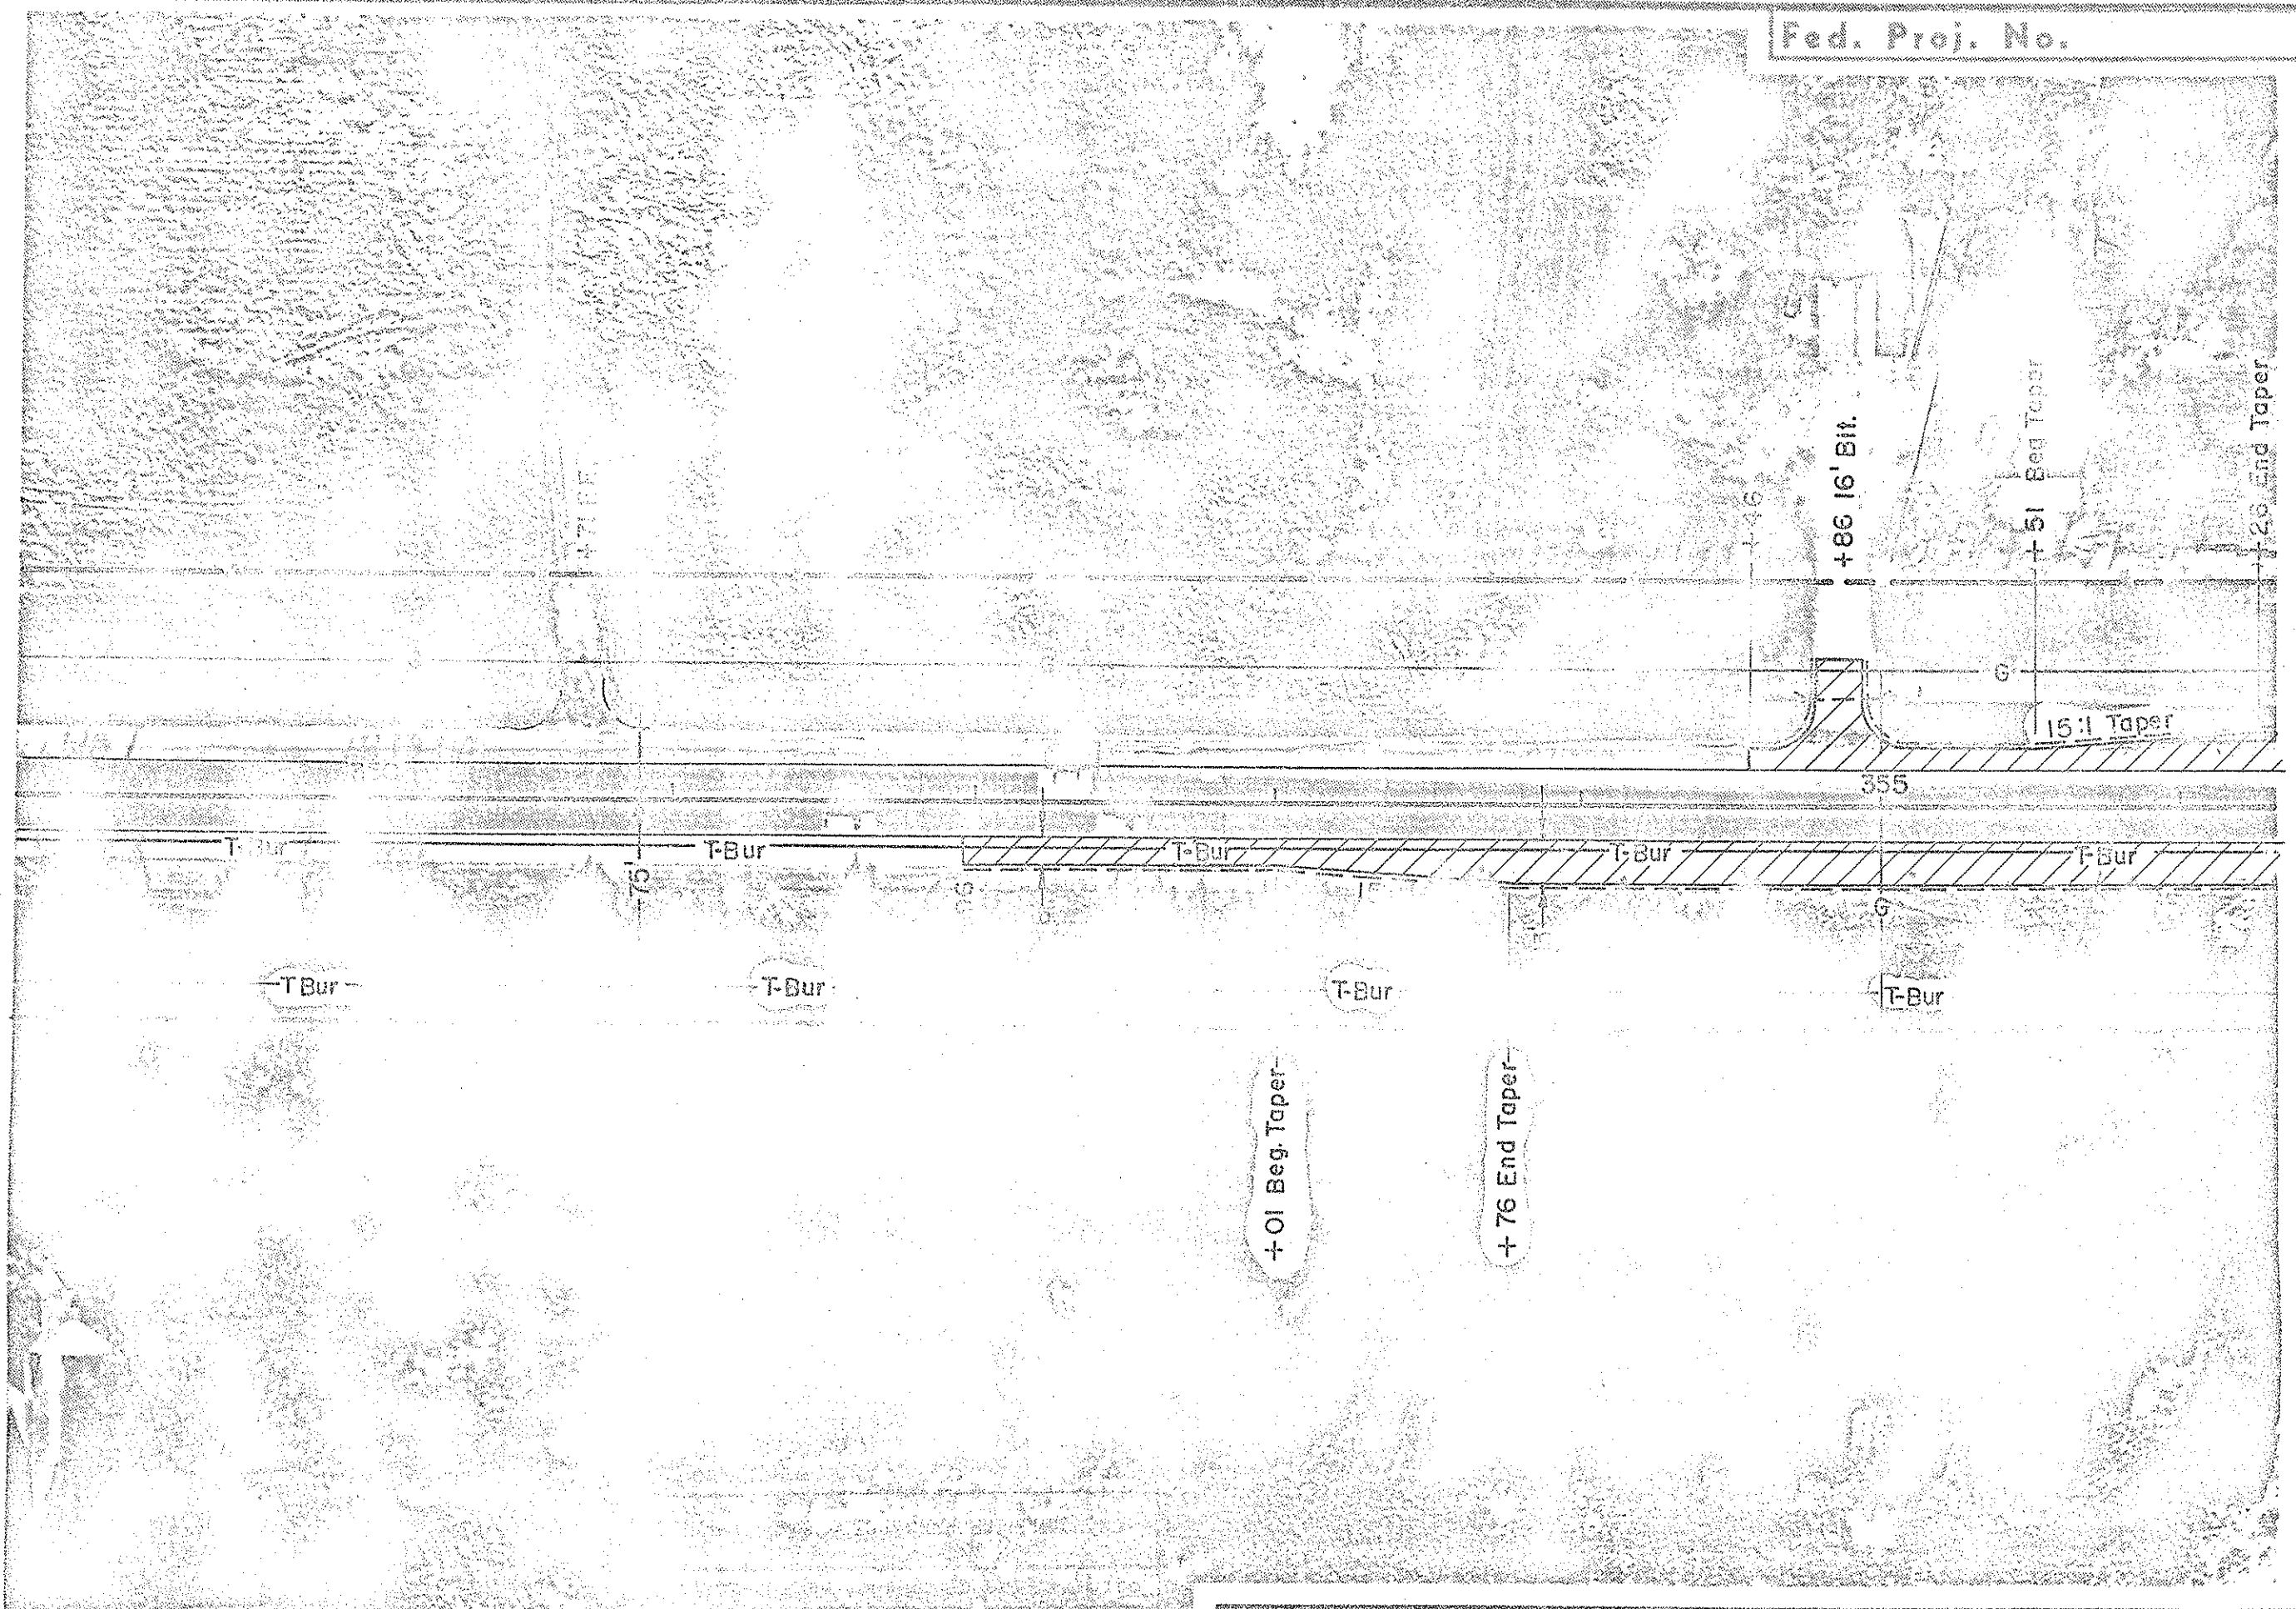 Fed. Proj. No.
+46
+86 16' Bit.
+51 Beg Taper
+26 End Taper
G
15:1 Taper
355
T-Bur
T-Bur
T-Bur
T-Bur
T-Bur
75'
G
T Bur
T-Bur
T-Bur
T-Bur
+01 Beg. Taper
+76 End Taper